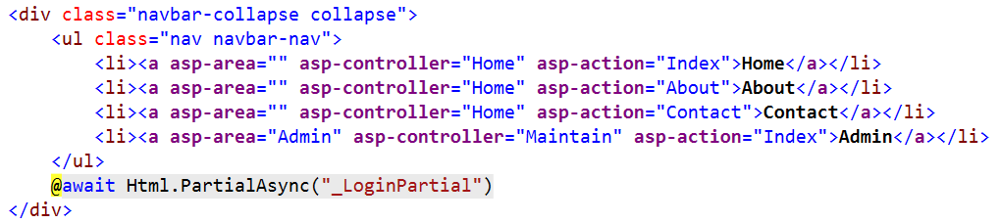 <div class="navbar-collapse collapse">
    <ul class="nav navbar-nav">
        <li><a asp-area="" asp-controller="Home" asp-action="Index">Home</a></li>
        <li><a asp-area="" asp-controller="Home" asp-action="About">About</a></li>
        <li><a asp-area="" asp-controller="Home" asp-action="Contact">Contact</a></li>
        <li><a asp-area="Admin" asp-controller="Maintain" asp-action="Index">Admin</a></li>
    </ul>
    @await Html.PartialAsync("_LoginPartial")
</div>